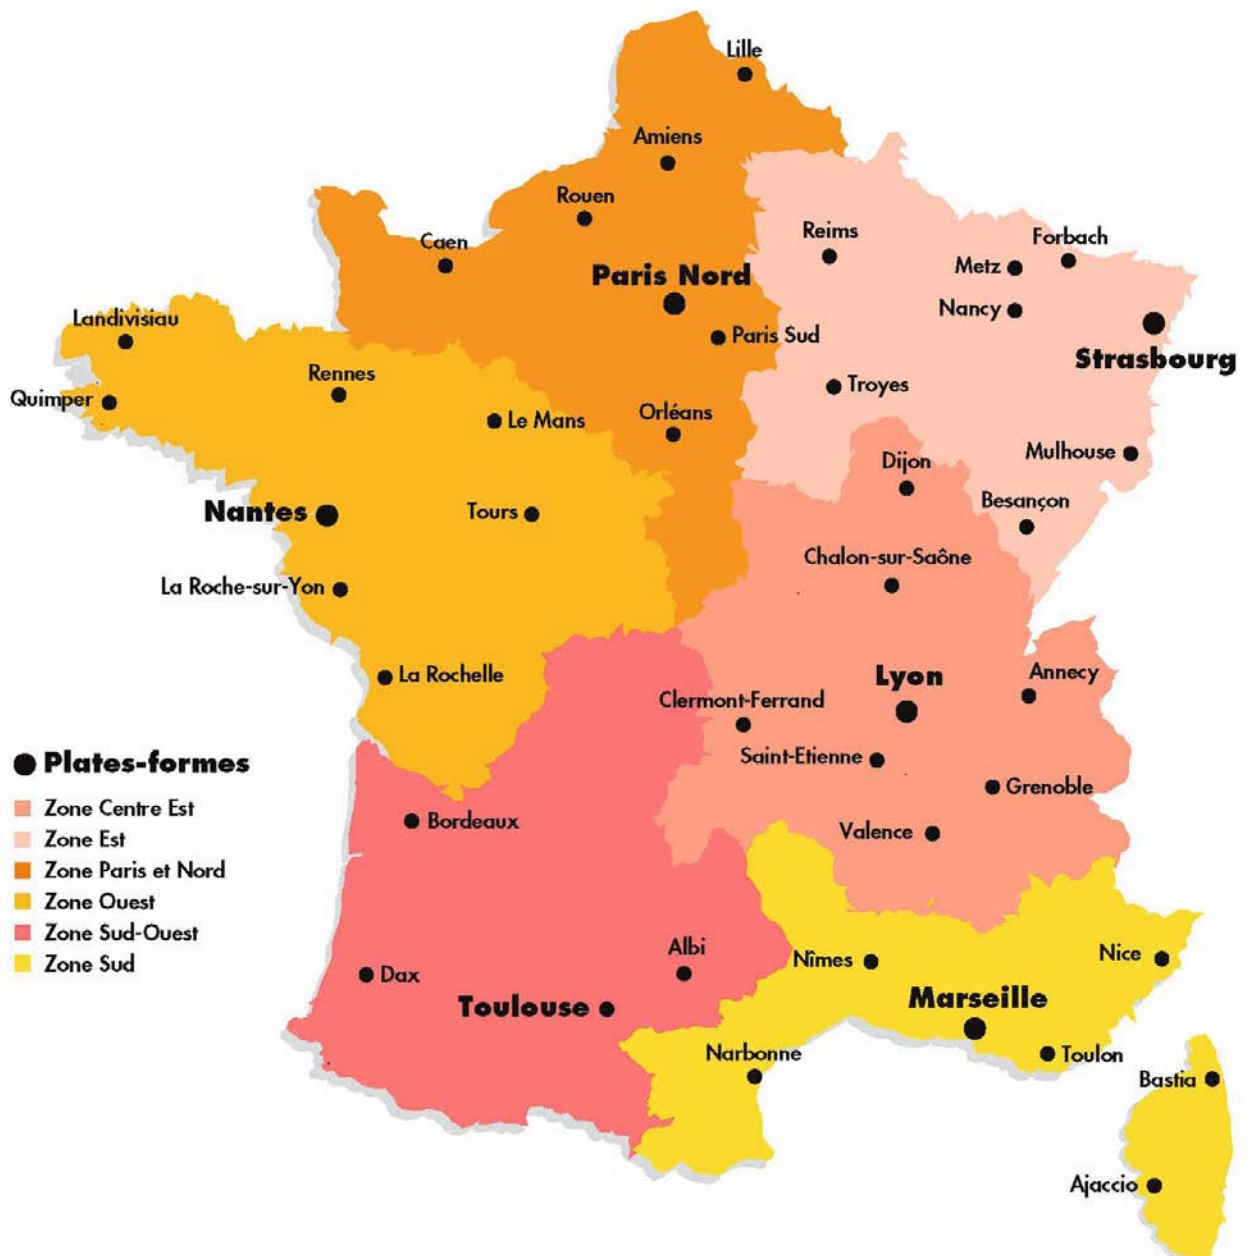 Lille
Amiens
Rouen
Caen
Reims
Forbach
Metz
Paris Nord
Nancy
Landivisiau
Paris Sud
Strasbourg
Rennes
Troyes
Quimper
Le Mans
Orléans
Mulhouse
Dijon
Besançon
Nantes
Tours
Chalon-sur-Saône
La Roche-sur-Yon
La Rochelle
Lyon
Annecy
Clermont-Ferrand
Saint-Etienne
Grenoble
Plates-formes
Zone Centre Est
Zone Est
Zone Paris et Nord
Zone Ouest
Zone Sud-Ouest
Zone Sud
Bordeaux
Valence
Albi
Dax
Nîmes
Nice
Toulouse
Marseille
Narbonne
Toulon
Bastia
Ajaccio